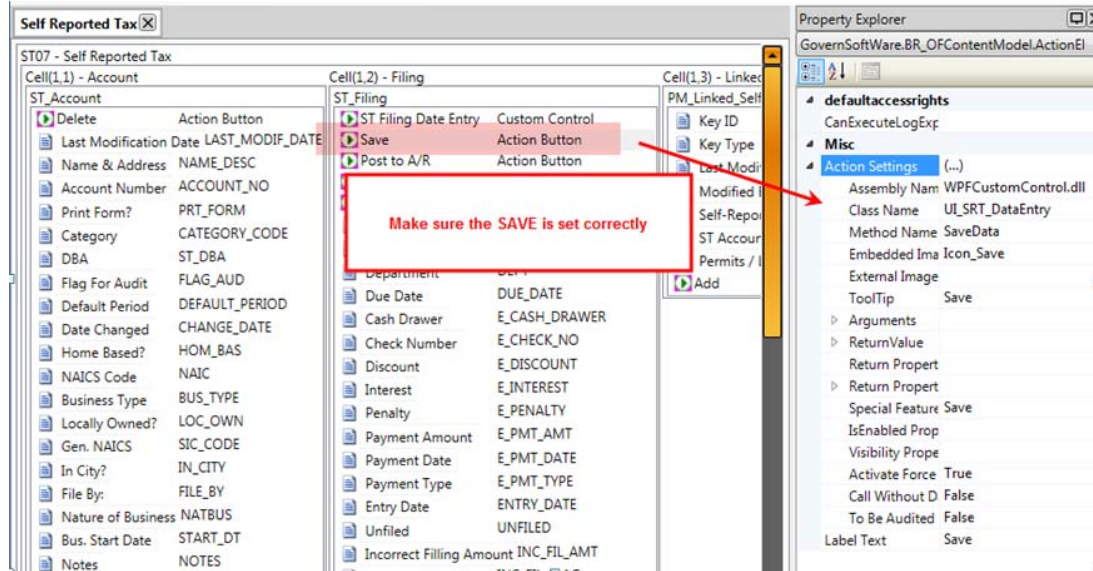 Self Reported Tax
ST07 - Self Reported Tax
Cell(1,1) - Account
ST_Account
Delete Action Button
Last Modification Date LAST_MODIF_DATE
Name & Address NAME_DESC
Account Number ACCOUNT_NO
Print Form? PRT_FORM
Category CATEGORY_CODE
DBA ST_DBA
Flag For Audit FLAG_AUD
Default Period DEFAULT_PERIOD
Date Changed CHANGE_DATE
Home Based? HOM_BAS
NAICS Code NAIC
Business Type BUS_TYPE
Locally Owned? LOC_OWN
Gen. NAICS SIC_CODE
In City? IN_CITY
File By: FILE_BY
Nature of Business NATBUS
Bus. Start Date START_DT
Notes NOTES
Cell(1,2) - Filing
ST_Filing
ST Filing Date Entry Custom Control
Save Action Button
Post to A/R Action Button
Make sure the SAVE is set correctly
Department DEPT
Due Date DUE_DATE
Cash Drawer E_CASH_DRAWER
Check Number E_CHECK_NO
Discount E_DISCOUNT
Interest E_INTEREST
Penalty E_PENALTY
Payment Amount E_PMT_AMT
Payment Date E_PMT_DATE
Payment Type E_PMT_TYPE
Entry Date ENTRY_DATE
Unfiled UNFILED
Incorrect Filling Amount INC_FIL_AMT
Cell(1,3) - Linked
PM_Linked_Self
Key ID
Key Type
Last Modif
Modified
Self-Repor
ST Accour
Permits /
Add
Property Explorer
GovernSoftWare.BR_OFContentModel.ActionEl
defaultaccessrights
CanExecuteLogExp
Misc
Action Settings (...)
Assembly Nam WPFCustomControl.dll
Class Name UI_SRT_DataEntry
Method Name SaveData
Embedded Ima Icon_Save
External Image
ToolTip Save
Arguments
ReturnValue
Return Propert
Return Propert
Special Feature Save
IsEnabled Prop
Visibility Prope
Activate Force True
Call Without D False
To Be Audited False
Label Text Save